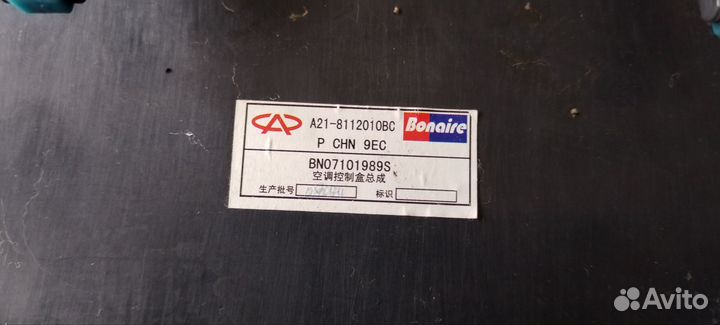 A21-8112010BC
Bonaire
P CHN 9EC
BN07101989S
空调控制盒总成
生产批号
标识
Avito